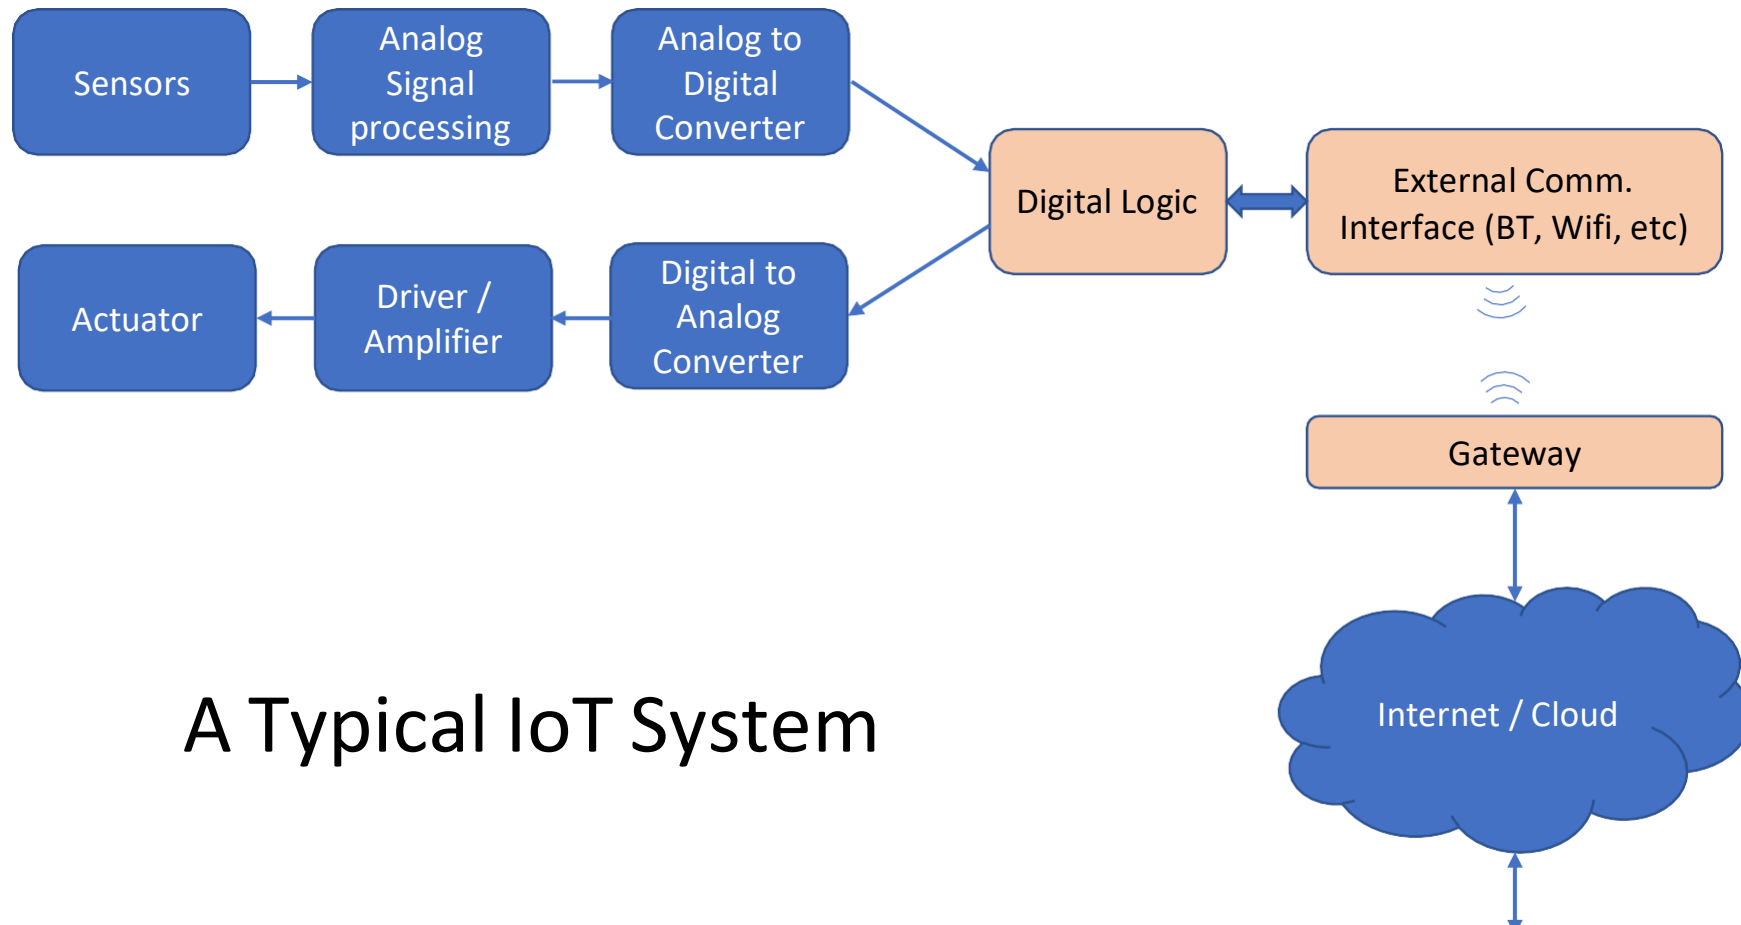 Sensors
Analog
Signal
processing
Analog to
Digital
Converter
Digital Logic
External Comm.
Interface (BT, Wifi, etc)
Actuator
Driver /
Amplifier
Digital to
Analog
Converter
Gateway
Internet / Cloud
A Typical IoT System